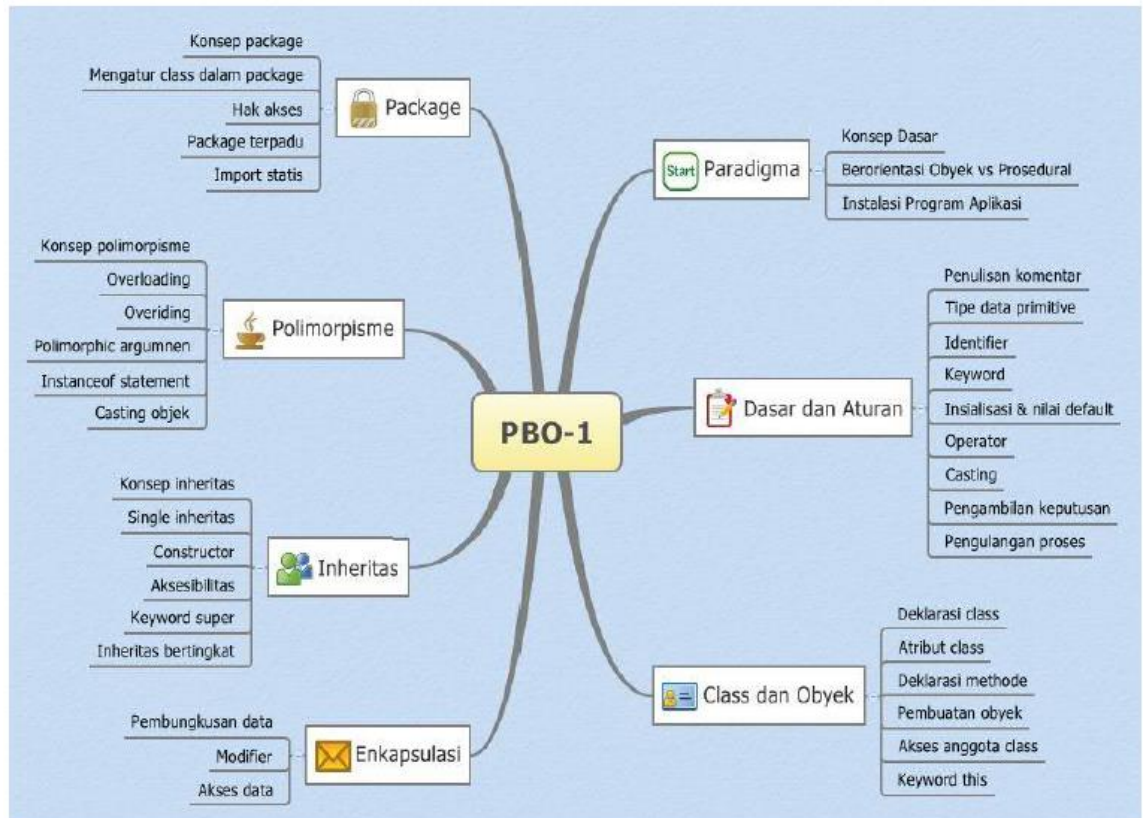 Konsep package
Mengatur class dalam package
Hak akses
Package terpadu
Import statis
Package
Konsep polimorpisme
Overloading
Overiding
Polimorphic argumnen
Instanceof statement
Casting objek
Polimorpisme
Konsep inheritas
Single inheritas
Constructor
Aksesibilitas
Keyword super
Inheritas bertingkat
Inheritas
Pembungkusan data
Modifier
Akses data
Enkapsulasi
PBO-1
Start
Paradigma
Konsep Dasar
Berorientasi Obyek vs Prosedural
Instalasi Program Aplikasi
Dasar dan Aturan
Penulisan komentar
Tipe data primitive
Identifier
Keyword
Insialisasi & nilai default
Operator
Casting
Pengambilan keputusan
Pengulangan proses
Class dan Obyek
Deklarasi class
Atribut class
Deklarasi methode
Pembuatan obyek
Akses anggota class
Keyword this